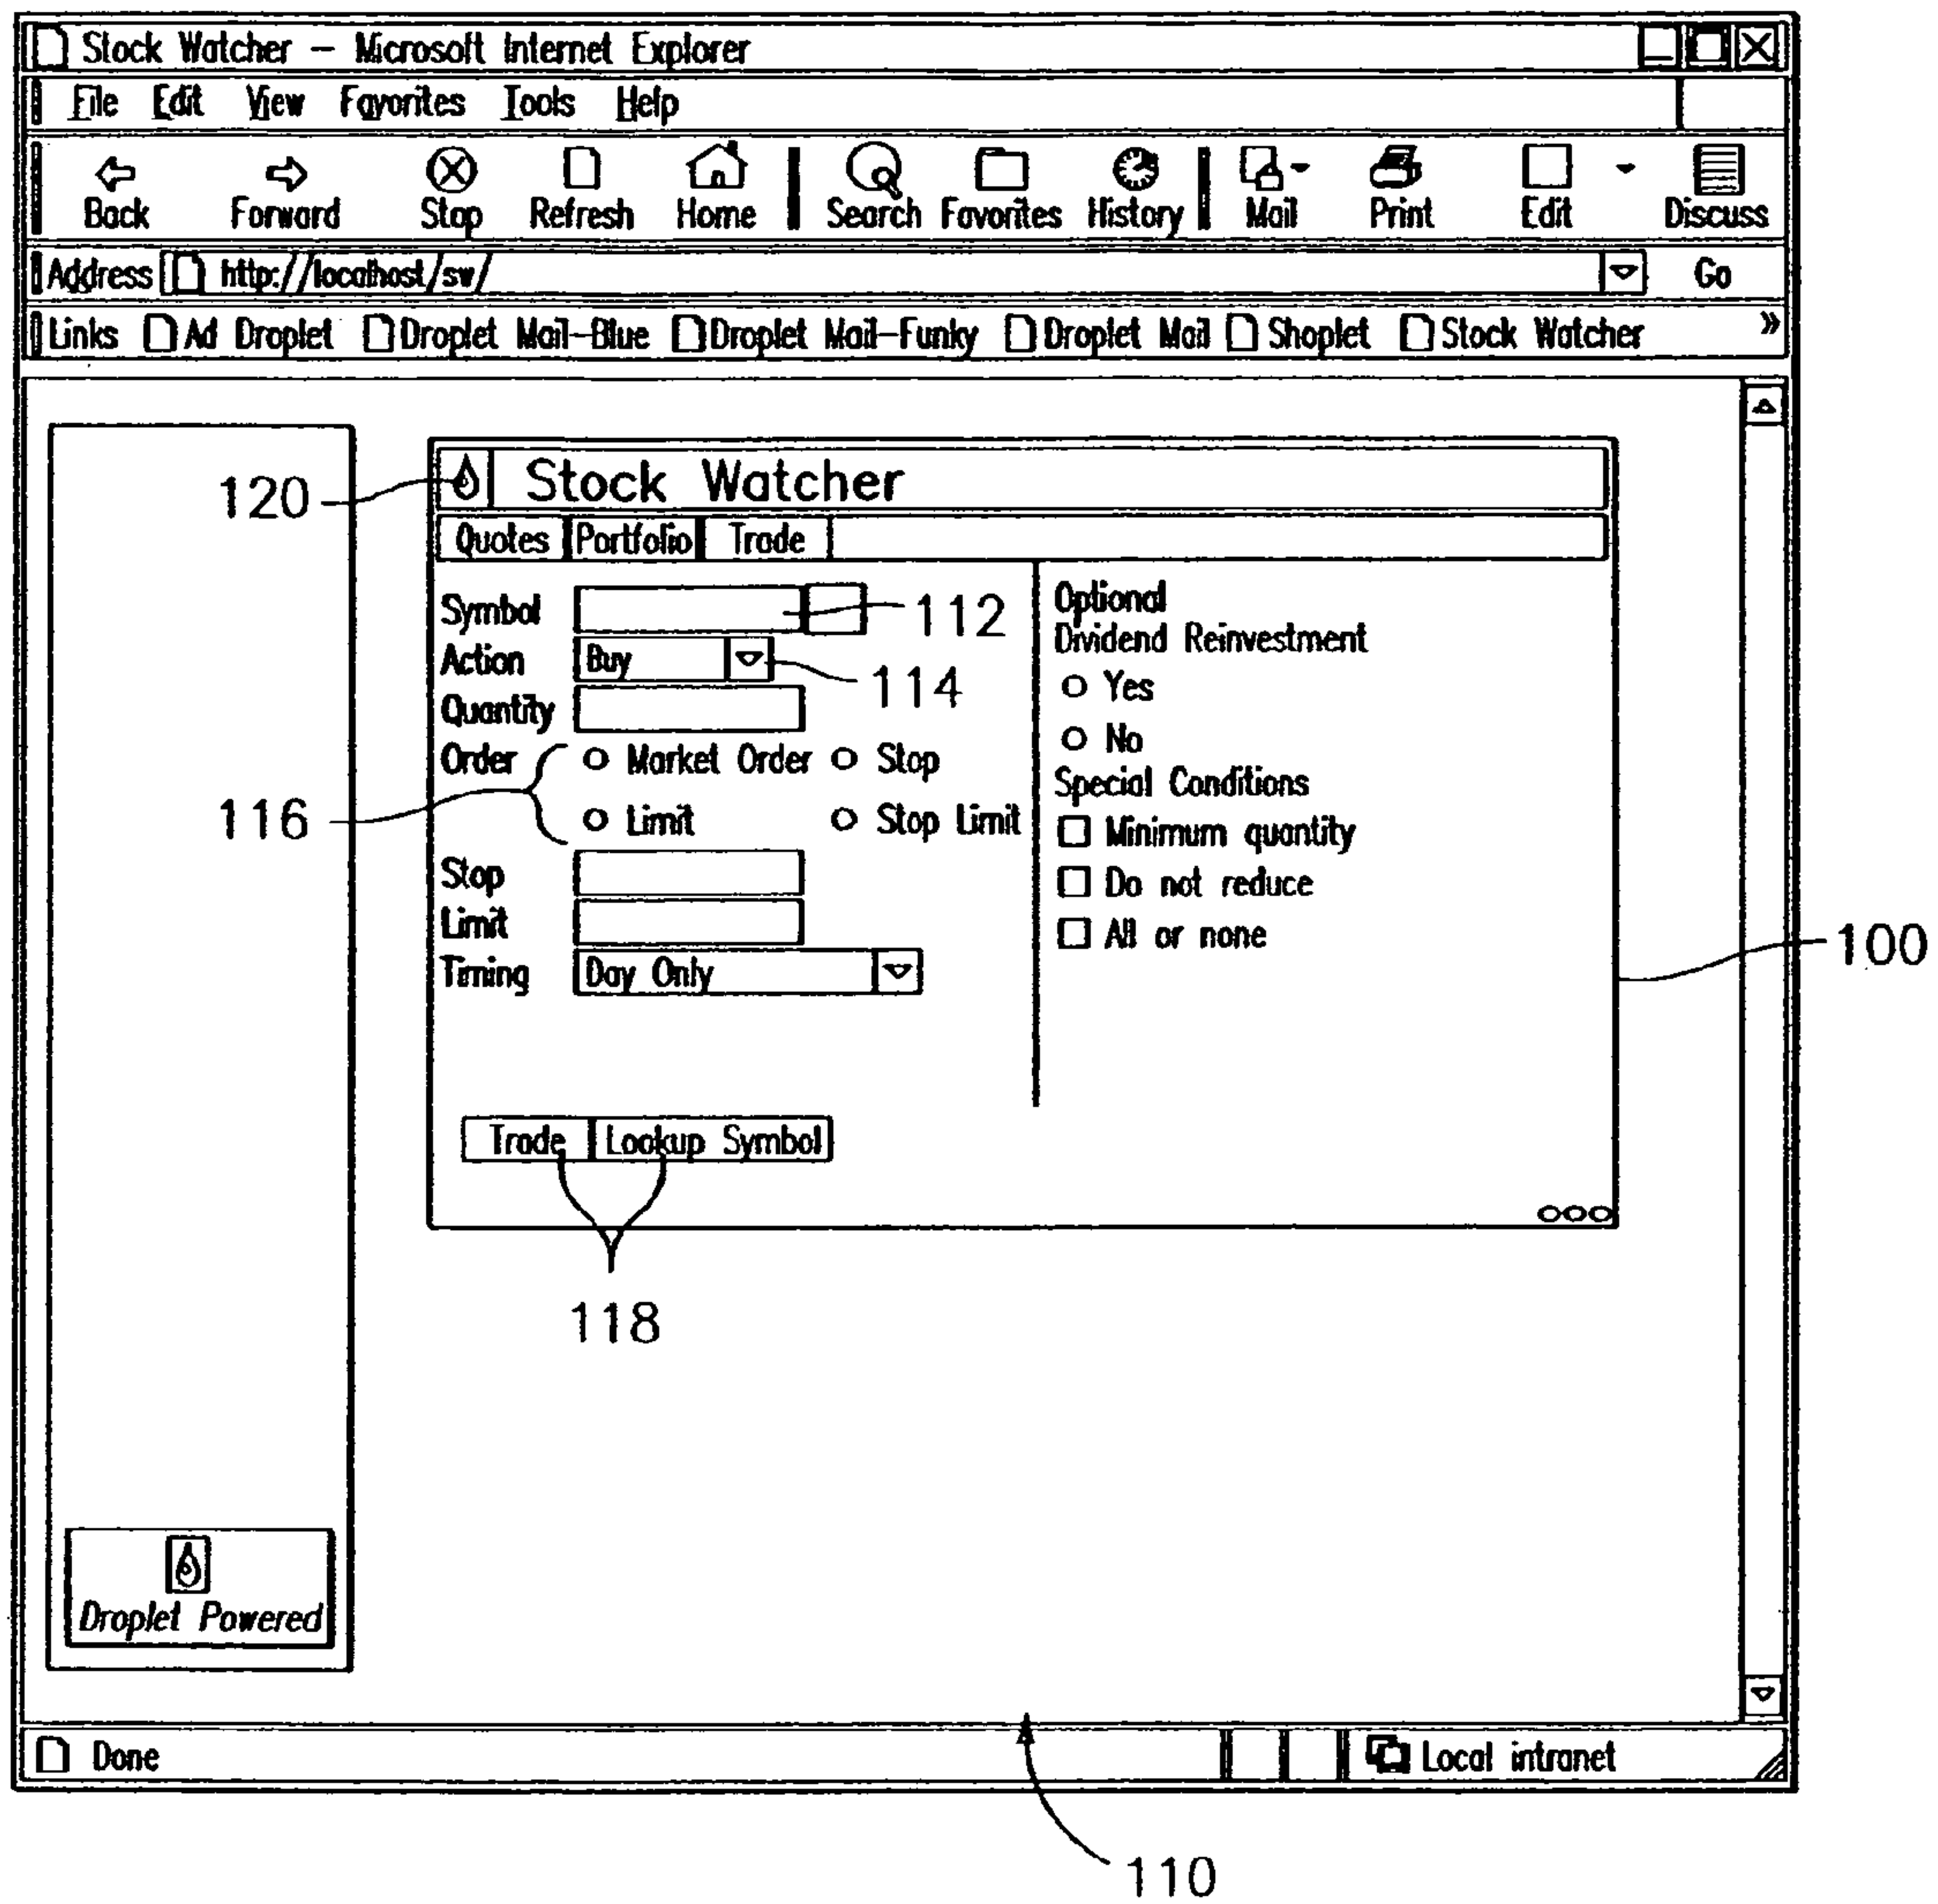 Stock Watcher – Microsoft Internet Explorer
File Edit View Favorites Tools Help
Back Forward Stop Refresh Home Search Favorites History Mail Print Edit Discuss
Address http://localhost/sw/ Go
Links Ad Droplet Droplet Mail-Blue Droplet Mail-Funky Droplet Mail Shoplet Stock Watcher »
120 Stock Watcher
Quotes Portfolio Trade
Symbol 112
Action Buy 114
Quantity
Order Market Order Stop
116 Limit Stop Limit
Stop
Limit
Timing Day Only
Optional
Dividend Reinvestment
Yes
No
Special Conditions
Minimum quantity
Do not reduce
All or none
100
Trade Lookup Symbol
118
Droplet Powered
Done Local intranet
110